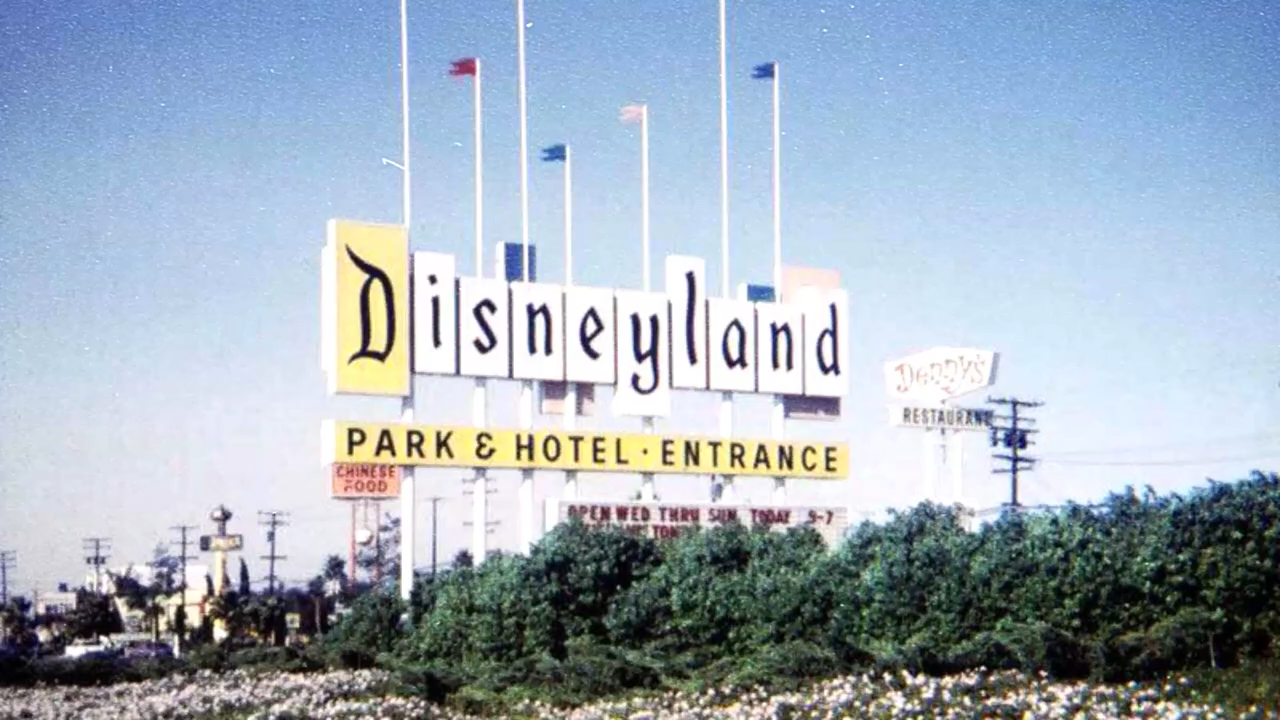 Disneyland
PARK & HOTEL · ENTRANCE
CHINESE
FOOD
OPEN WED THRU SUN TODAY 9-7
Denny's
RESTAURANT